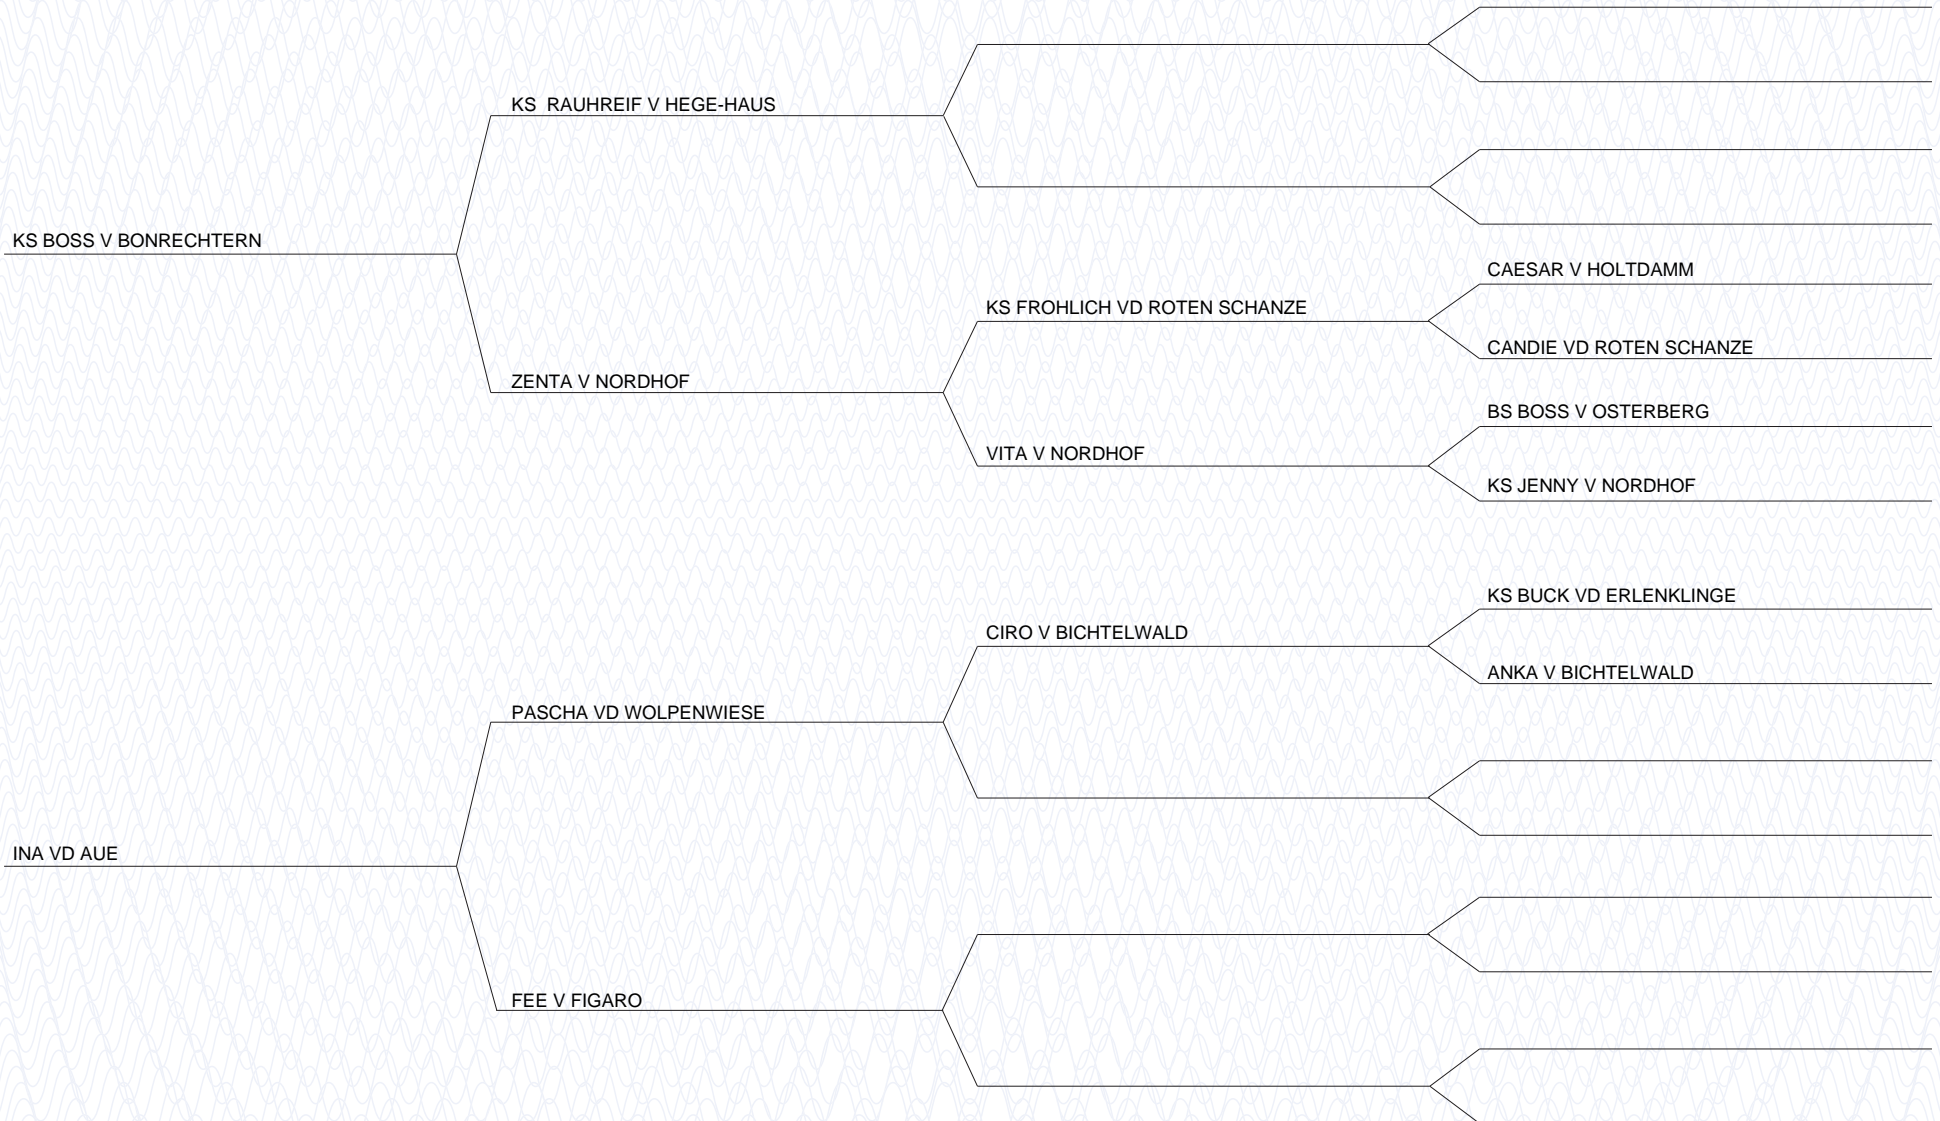 KS RAUHREIF V HEGE-HAUS
KS BOSS V BONRECHTERN
CAESAR V HOLTDAMM
KS FROHLICH VD ROTEN SCHANZE
CANDIE VD ROTEN SCHANZE
ZENTA V NORDHOF
BS BOSS V OSTERBERG
VITA V NORDHOF
KS JENNY V NORDHOF
KS BUCK VD ERLENKLINGE
CIRO V BICHTELWALD
ANKA V BICHTELWALD
PASCHA VD WOLPENWIESE
INA VD AUE
FEE V FIGARO